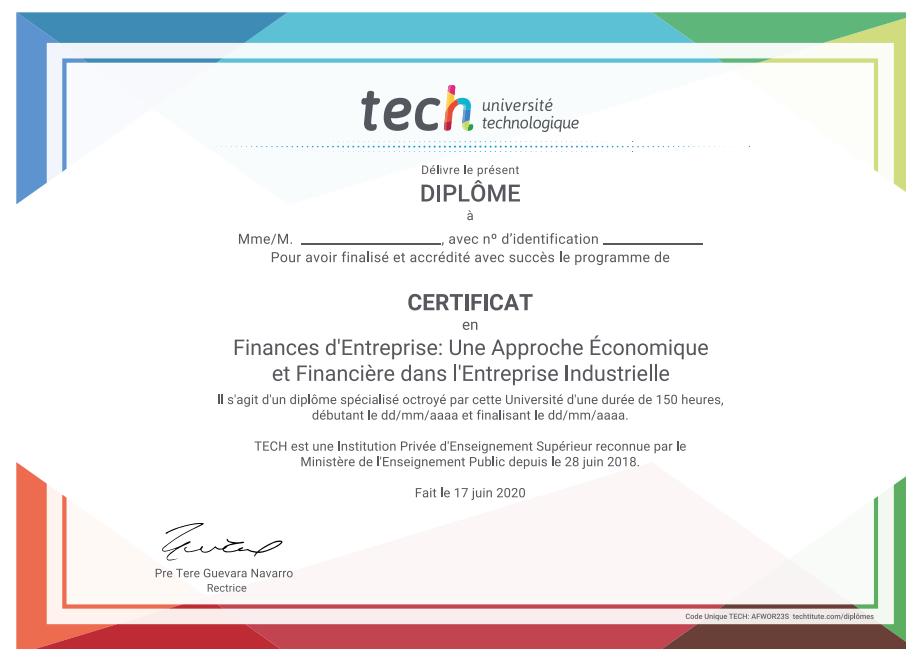 tech université
technologique
Délivre le présent
DIPLÔME
à
Mme/M. ____________________, avec nº d'identification ______________
Pour avoir finalisé et accrédité avec succès le programme de
CERTIFICAT
en
Finances d'Entreprise: Une Approche Économique
et Financière dans l'Entreprise Industrielle
Il s'agit d'un diplôme spécialisé octroyé par cette Université d'une durée de 150 heures,
débutant le dd/mm/aaaa et finalisant le dd/mm/aaaa.
TECH est une Institution Privée d'Enseignement Supérieur reconnue par le
Ministère de l'Enseignement Public depuis le 28 juin 2018.
Fait le 17 juin 2020
Pre Tere Guevara Navarro
Rectrice
Code Unique TECH: AFWOR23S techtitute.com/diplômes